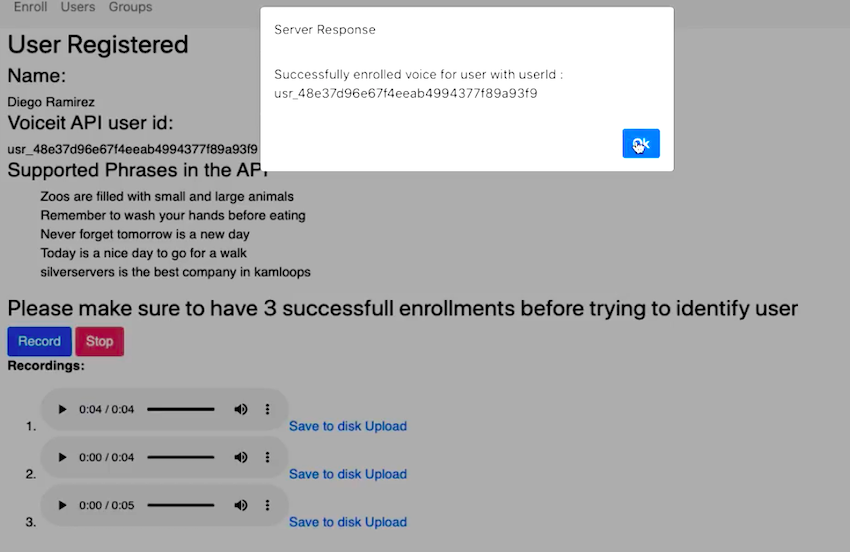 Enroll Users Groups
Server Response
Successfully enrolled voice for user with userId :
usr_48e37d96e67f4eeab4994377f89a93f9
Ok
User Registered
Name:
Diego Ramirez
Voiceit API user id:
usr_48e37d96e67f4eeab4994377f89a93f9
Supported Phrases in the API
Zoos are filled with small and large animals
Remember to wash your hands before eating
Never forget tomorrow is a new day
Today is a nice day to go for a walk
silverservers is the best company in kamloops
Please make sure to have 3 successfull enrollments before trying to identify user
Record Stop
Recordings:
1. 0:04 / 0:04 Save to disk Upload
2. 0:00 / 0:04 Save to disk Upload
3. 0:00 / 0:05 Save to disk Upload